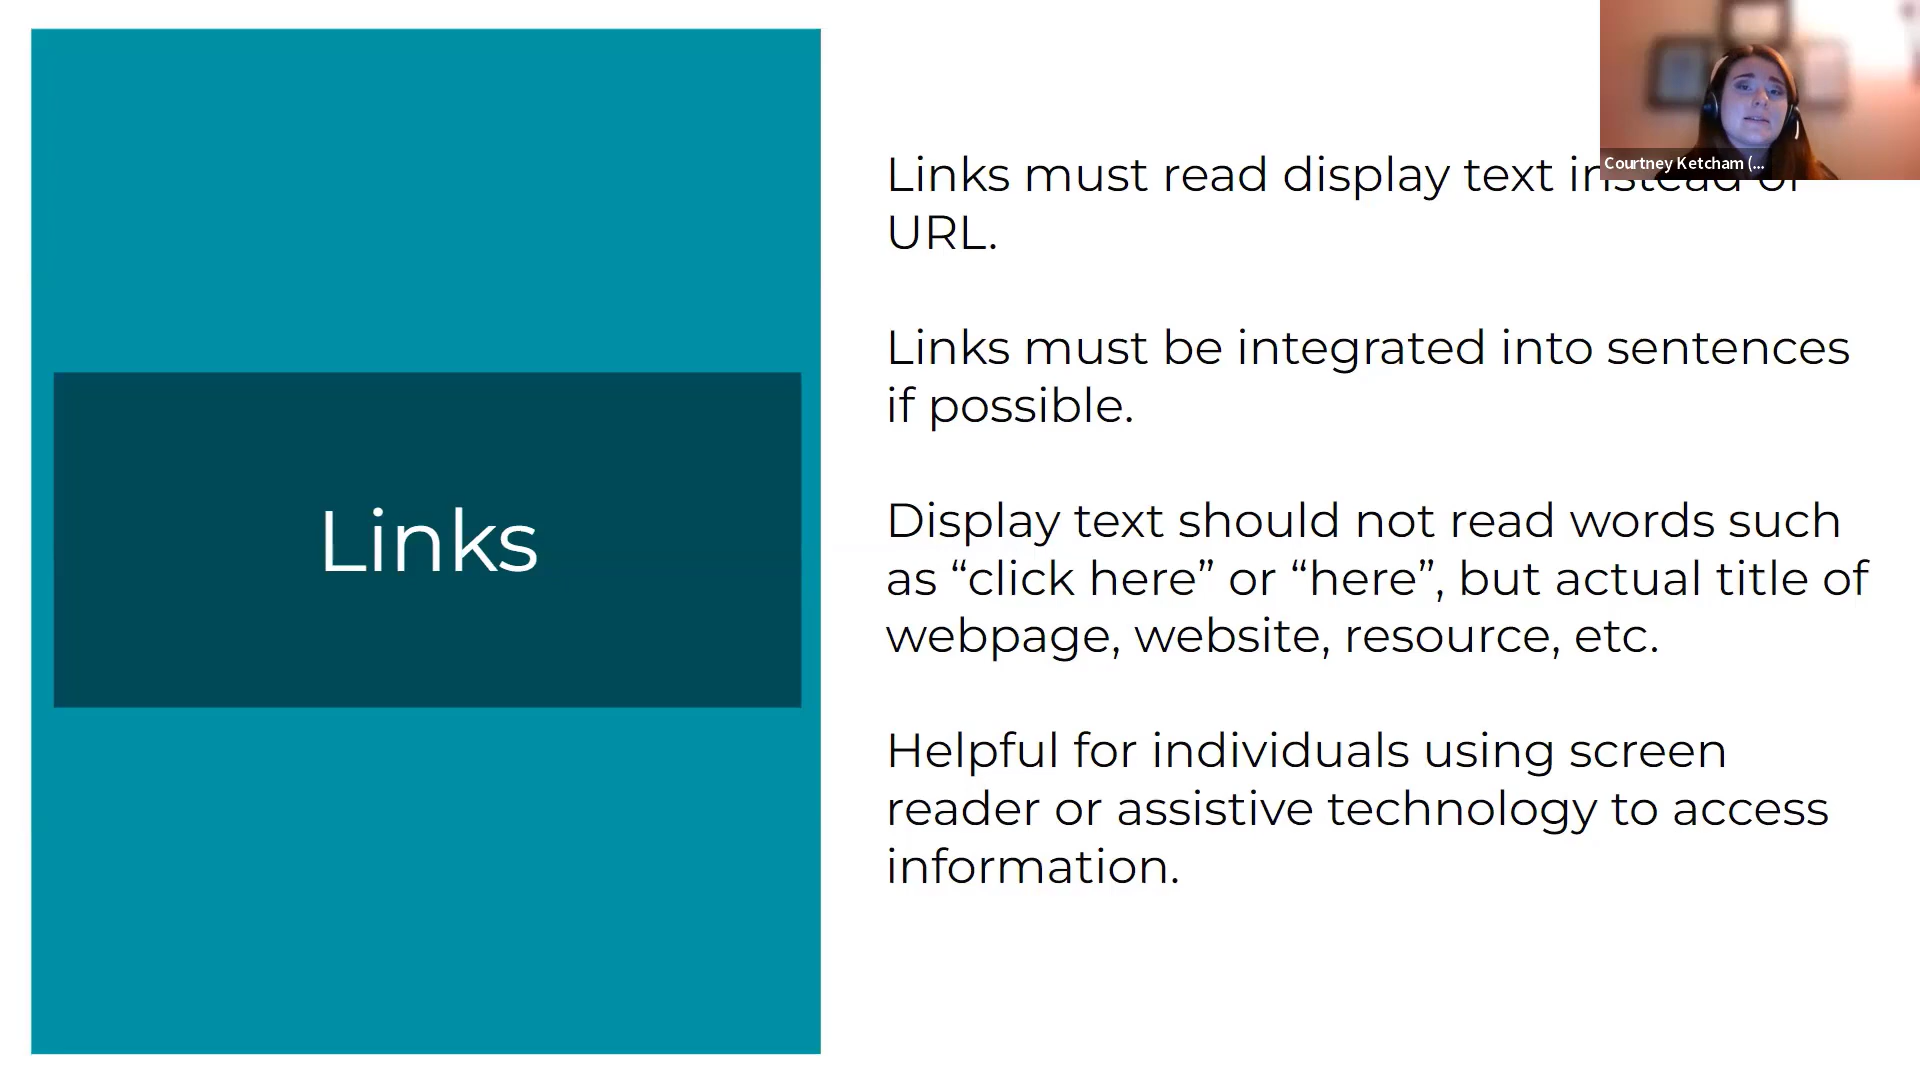 Links
Links must read display text instead of
URL.
Links must be integrated into sentences
if possible.
Display text should not read words such
as “click here” or “here”, but actual title of
webpage, website, resource, etc.
Helpful for individuals using screen
reader or assistive technology to access
information.
Courtney Ketcham (...